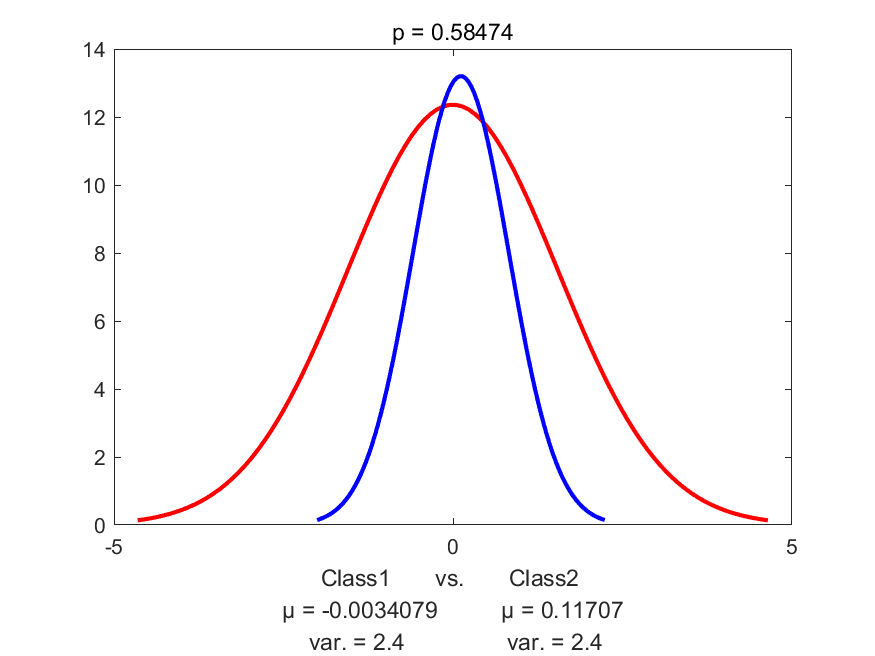 p = 0.58474
14
12
10
8
6
4
2
0
-5 0 5
Class1 vs. Class2
μ = -0.0034079 μ = 0.11707
var. = 2.4 var. = 2.4